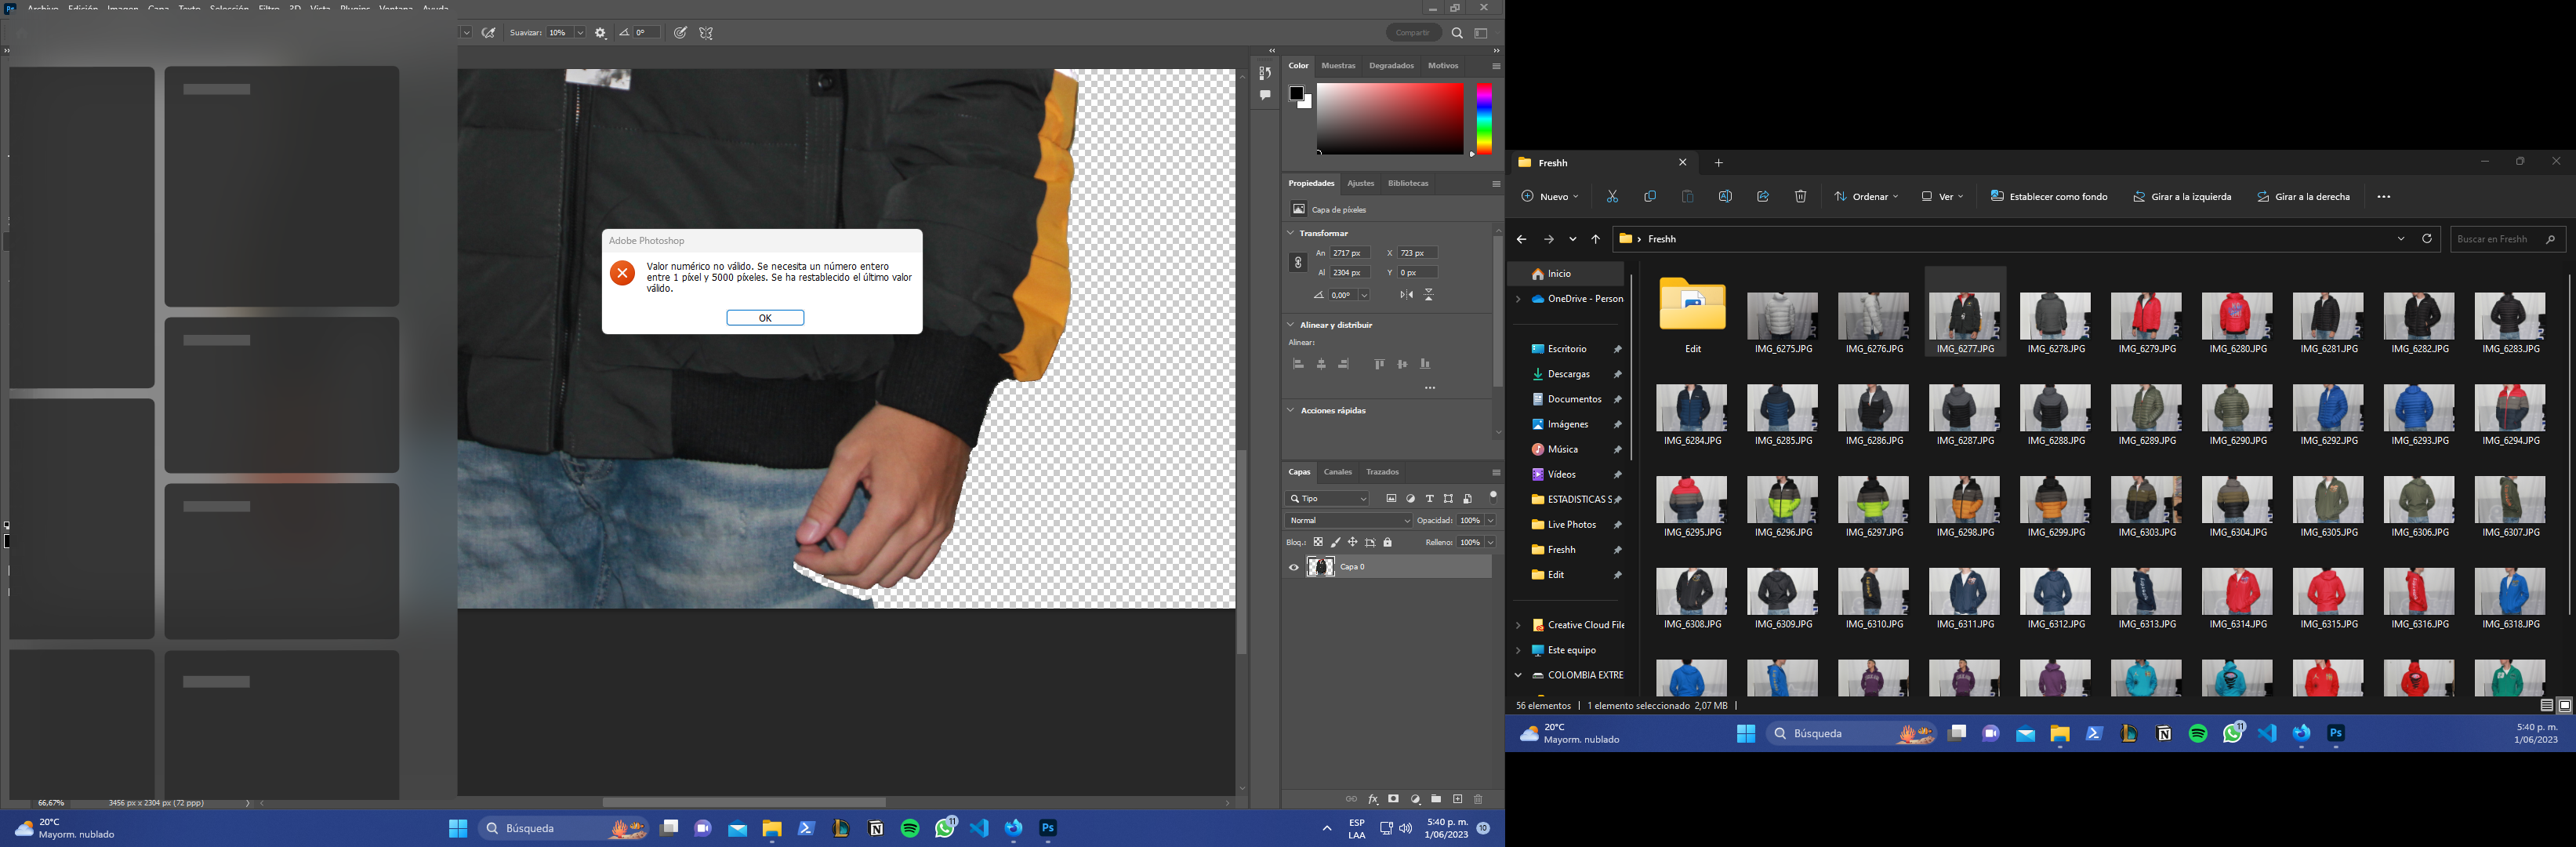 Archivo Edición Imagen Capa Texto Selección Filtro 3D Vista Plugins Ventana Ayuda
Suavizar: 10% 0° Compartir
Color Muestras Degradados Motivos
Propiedades Ajustes Bibliotecas
Capa de píxeles
Transformar
An 2717 px X 723 px
Al 2304 px Y 0 px
0,00°
Alinear y distribuir
Alinear:
Acciones rápidas
Capas Canales Trazados
Tipo
Normal Opacidad: 100%
Bloq.: Relleno: 100%
Capa 0
Adobe Photoshop
Valor numérico no válido. Se necesita un número entero
entre 1 píxel y 5000 píxeles. Se ha restablecido el último valor
válido.
OK
66,67% 3456 px x 2304 px (72 ppp)
20°C
Mayorm. nublado
Búsqueda
11
ESP
LAA
5:40 p. m.
1/06/2023
10
Freshh
Nuevo Ordenar Ver Establecer como fondo Girar a la izquierda Girar a la derecha
Freshh Buscar en Freshh
Inicio
OneDrive - Person
Escritorio
Descargas
Documentos
Imágenes
Música
Vídeos
ESTADISTICAS S
Live Photos
Freshh
Edit
Creative Cloud File
Este equipo
COLOMBIA EXTRE
Edit IMG_6275.JPG IMG_6276.JPG IMG_6277.JPG IMG_6278.JPG IMG_6279.JPG IMG_6280.JPG IMG_6281.JPG IMG_6282.JPG IMG_6283.JPG
IMG_6284.JPG IMG_6285.JPG IMG_6286.JPG IMG_6287.JPG IMG_6288.JPG IMG_6289.JPG IMG_6290.JPG IMG_6292.JPG IMG_6293.JPG IMG_6294.JPG
IMG_6295.JPG IMG_6296.JPG IMG_6297.JPG IMG_6298.JPG IMG_6299.JPG IMG_6303.JPG IMG_6304.JPG IMG_6305.JPG IMG_6306.JPG IMG_6307.JPG
IMG_6308.JPG IMG_6309.JPG IMG_6310.JPG IMG_6311.JPG IMG_6312.JPG IMG_6313.JPG IMG_6314.JPG IMG_6315.JPG IMG_6316.JPG IMG_6318.JPG
56 elementos 1 elemento seleccionado 2,07 MB
20°C
Mayorm. nublado
Búsqueda
11
5:40 p. m.
1/06/2023